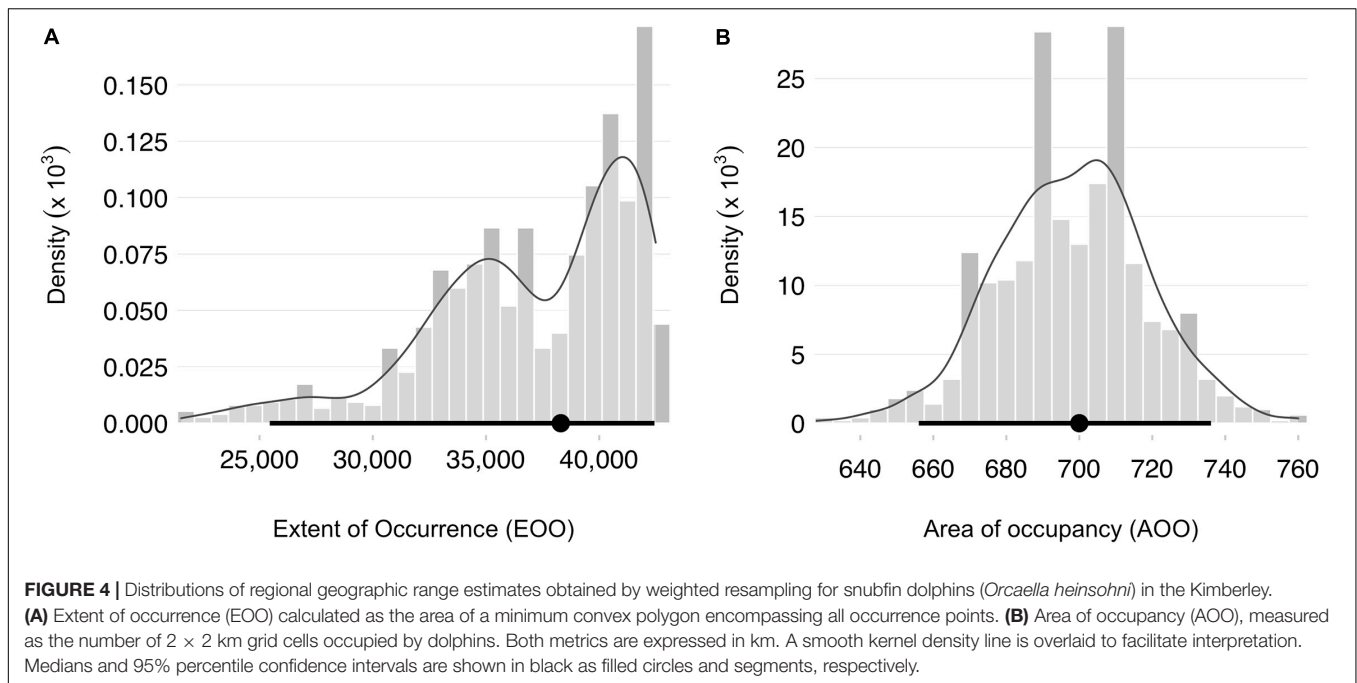 A
B
Density (x 10³)
0.150
0.125
0.100
0.075
0.050
0.025
0.000
25,000 30,000 35,000 40,000
Extent of Occurrence (EOO)
Density (x 10³)
25
20
15
10
5
0
640 660 680 700 720 740 760
Area of occupancy (AOO)
FIGURE 4 | Distributions of regional geographic range estimates obtained by weighted resampling for snubfin dolphins (Orcaella heinsohni) in the Kimberley.
(A) Extent of occurrence (EOO) calculated as the area of a minimum convex polygon encompassing all occurrence points. (B) Area of occupancy (AOO), measured
as the number of 2 × 2 km grid cells occupied by dolphins. Both metrics are expressed in km. A smooth kernel density line is overlaid to facilitate interpretation.
Medians and 95% percentile confidence intervals are shown in black as filled circles and segments, respectively.